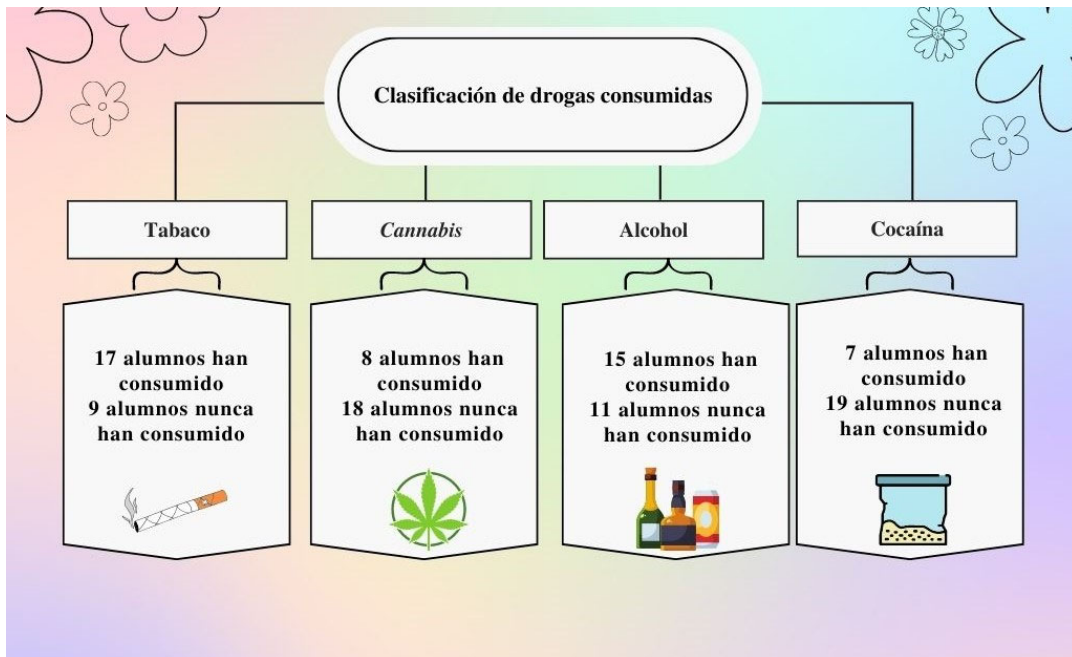 Clasificación de drogas consumidas
Tabaco
Cannabis
Alcohol
Cocaína
17 alumnos han
consumido
9 alumnos nunca
han consumido
8 alumnos han
consumido
18 alumnos nunca
han consumido
15 alumnos han
consumido
11 alumnos nunca
han consumido
7 alumnos han
consumido
19 alumnos nunca
han consumido